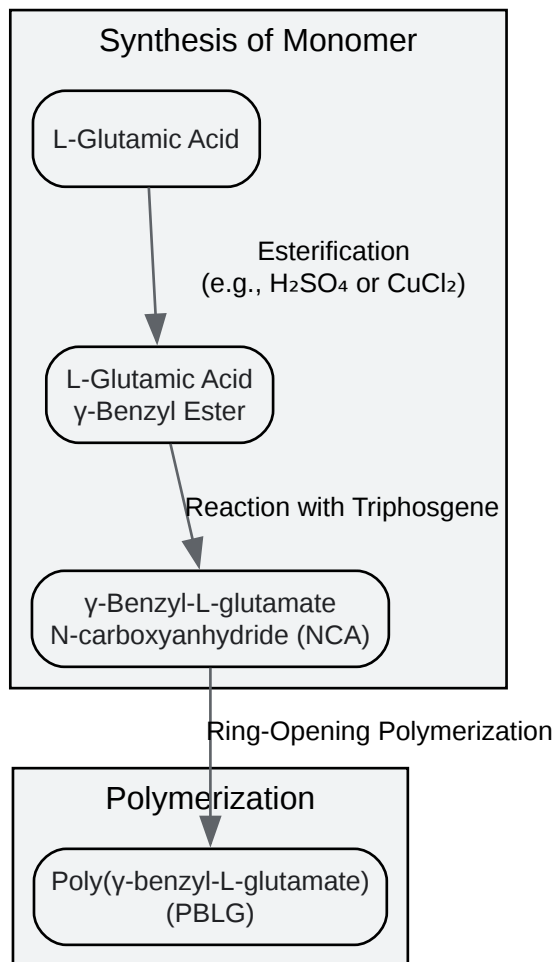 Synthesis of Monomer
L-Glutamic Acid
Esterification
(e.g., H₂SO₄ or CuCl₂)
L-Glutamic Acid
γ-Benzyl Ester
Reaction with Triphosgene
γ-Benzyl-L-glutamate
N-carboxyanhydride (NCA)
Ring-Opening Polymerization
Polymerization
Poly(γ-benzyl-L-glutamate)
(PBLG)